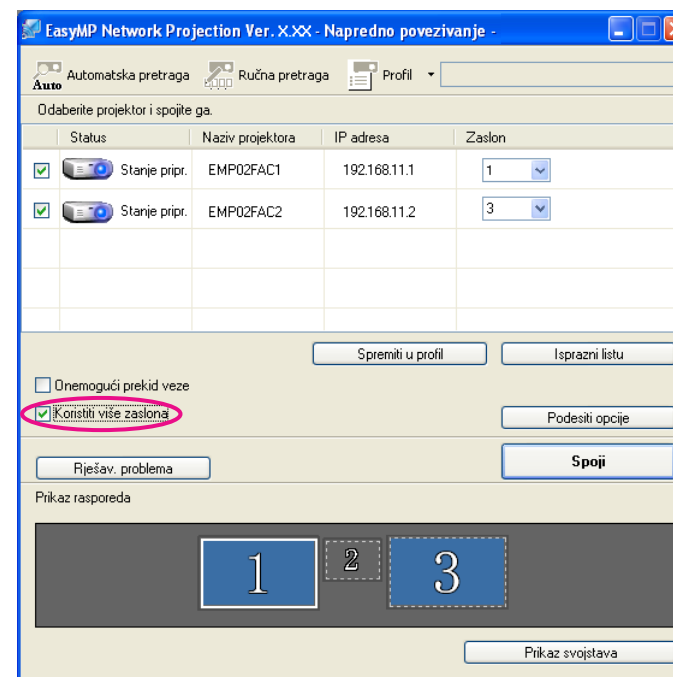 EasyMP Network Projection Ver. X.XX - Napredno povezivanje -
Auto Automatska pretraga Ručna pretraga Profil
Odaberite projektor i spojite ga.
Status Naziv projektora IP adresa Zaslon
Stanje pripr. EMP02FAC1 192.168.11.1 1
Stanje pripr. EMP02FAC2 192.168.11.2 3
Spremiti u profil Isprazni listu
Onemogući prekid veze
Koristiti više zaslona
Podesiti opcije
Rješav. problema Spoji
Prikaz rasporeda
1 2 3
Prikaz svojstava